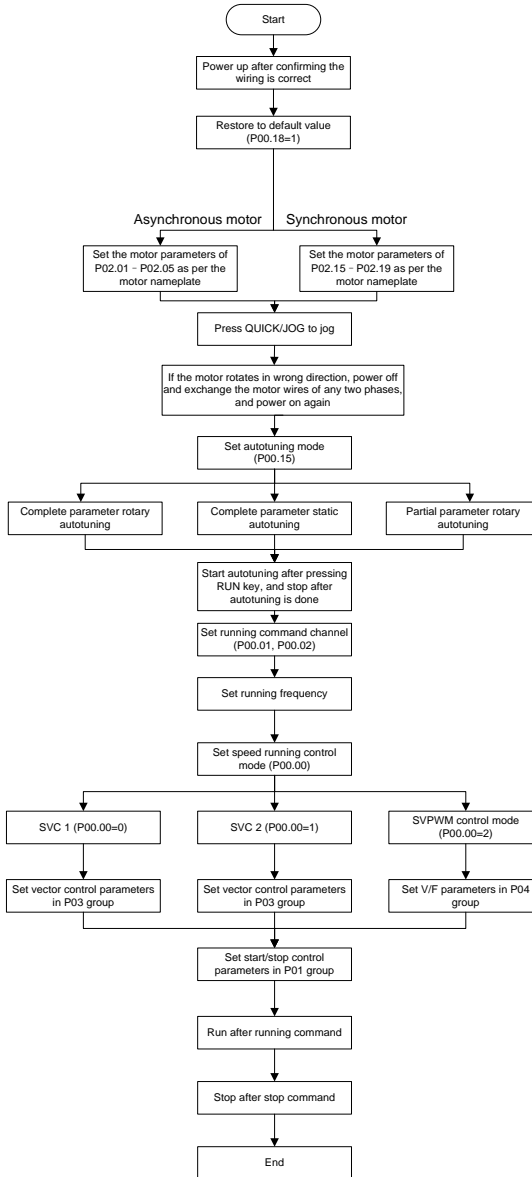 Start
Power up after confirming the
wiring is correct
Restore to default value
(P00.18=1)
Asynchronous motor
Synchronous motor
Set the motor parameters of
P02.01–P02.05 as per the
motor nameplate
Set the motor parameters of
P02.15–P02.19 as per the
motor nameplate
Press QUICK/JOG to jog
If the motor rotates in wrong direction, power off
and exchange the motor wires of any two phases,
and power on again
Set autotuning mode
(P00.15)
Complete parameter rotary
autotuning
Complete parameter static
autotuning
Partial parameter rotary
autotuning
Start autotuning after pressing
RUN key, and stop after
autotuning is done
Set running command channel
(P00.01, P00.02)
Set running frequency
Set speed running control
mode (P00.00)
SVC 1 (P00.00=0)
SVC 2 (P00.00=1)
SVPWM control mode
(P00.00=2)
Set vector control parameters
in P03 group
Set vector control parameters
in P03 group
Set V/F parameters in P04
group
Set start/stop control
parameters in P01 group
Run after running command
Stop after stop command
End